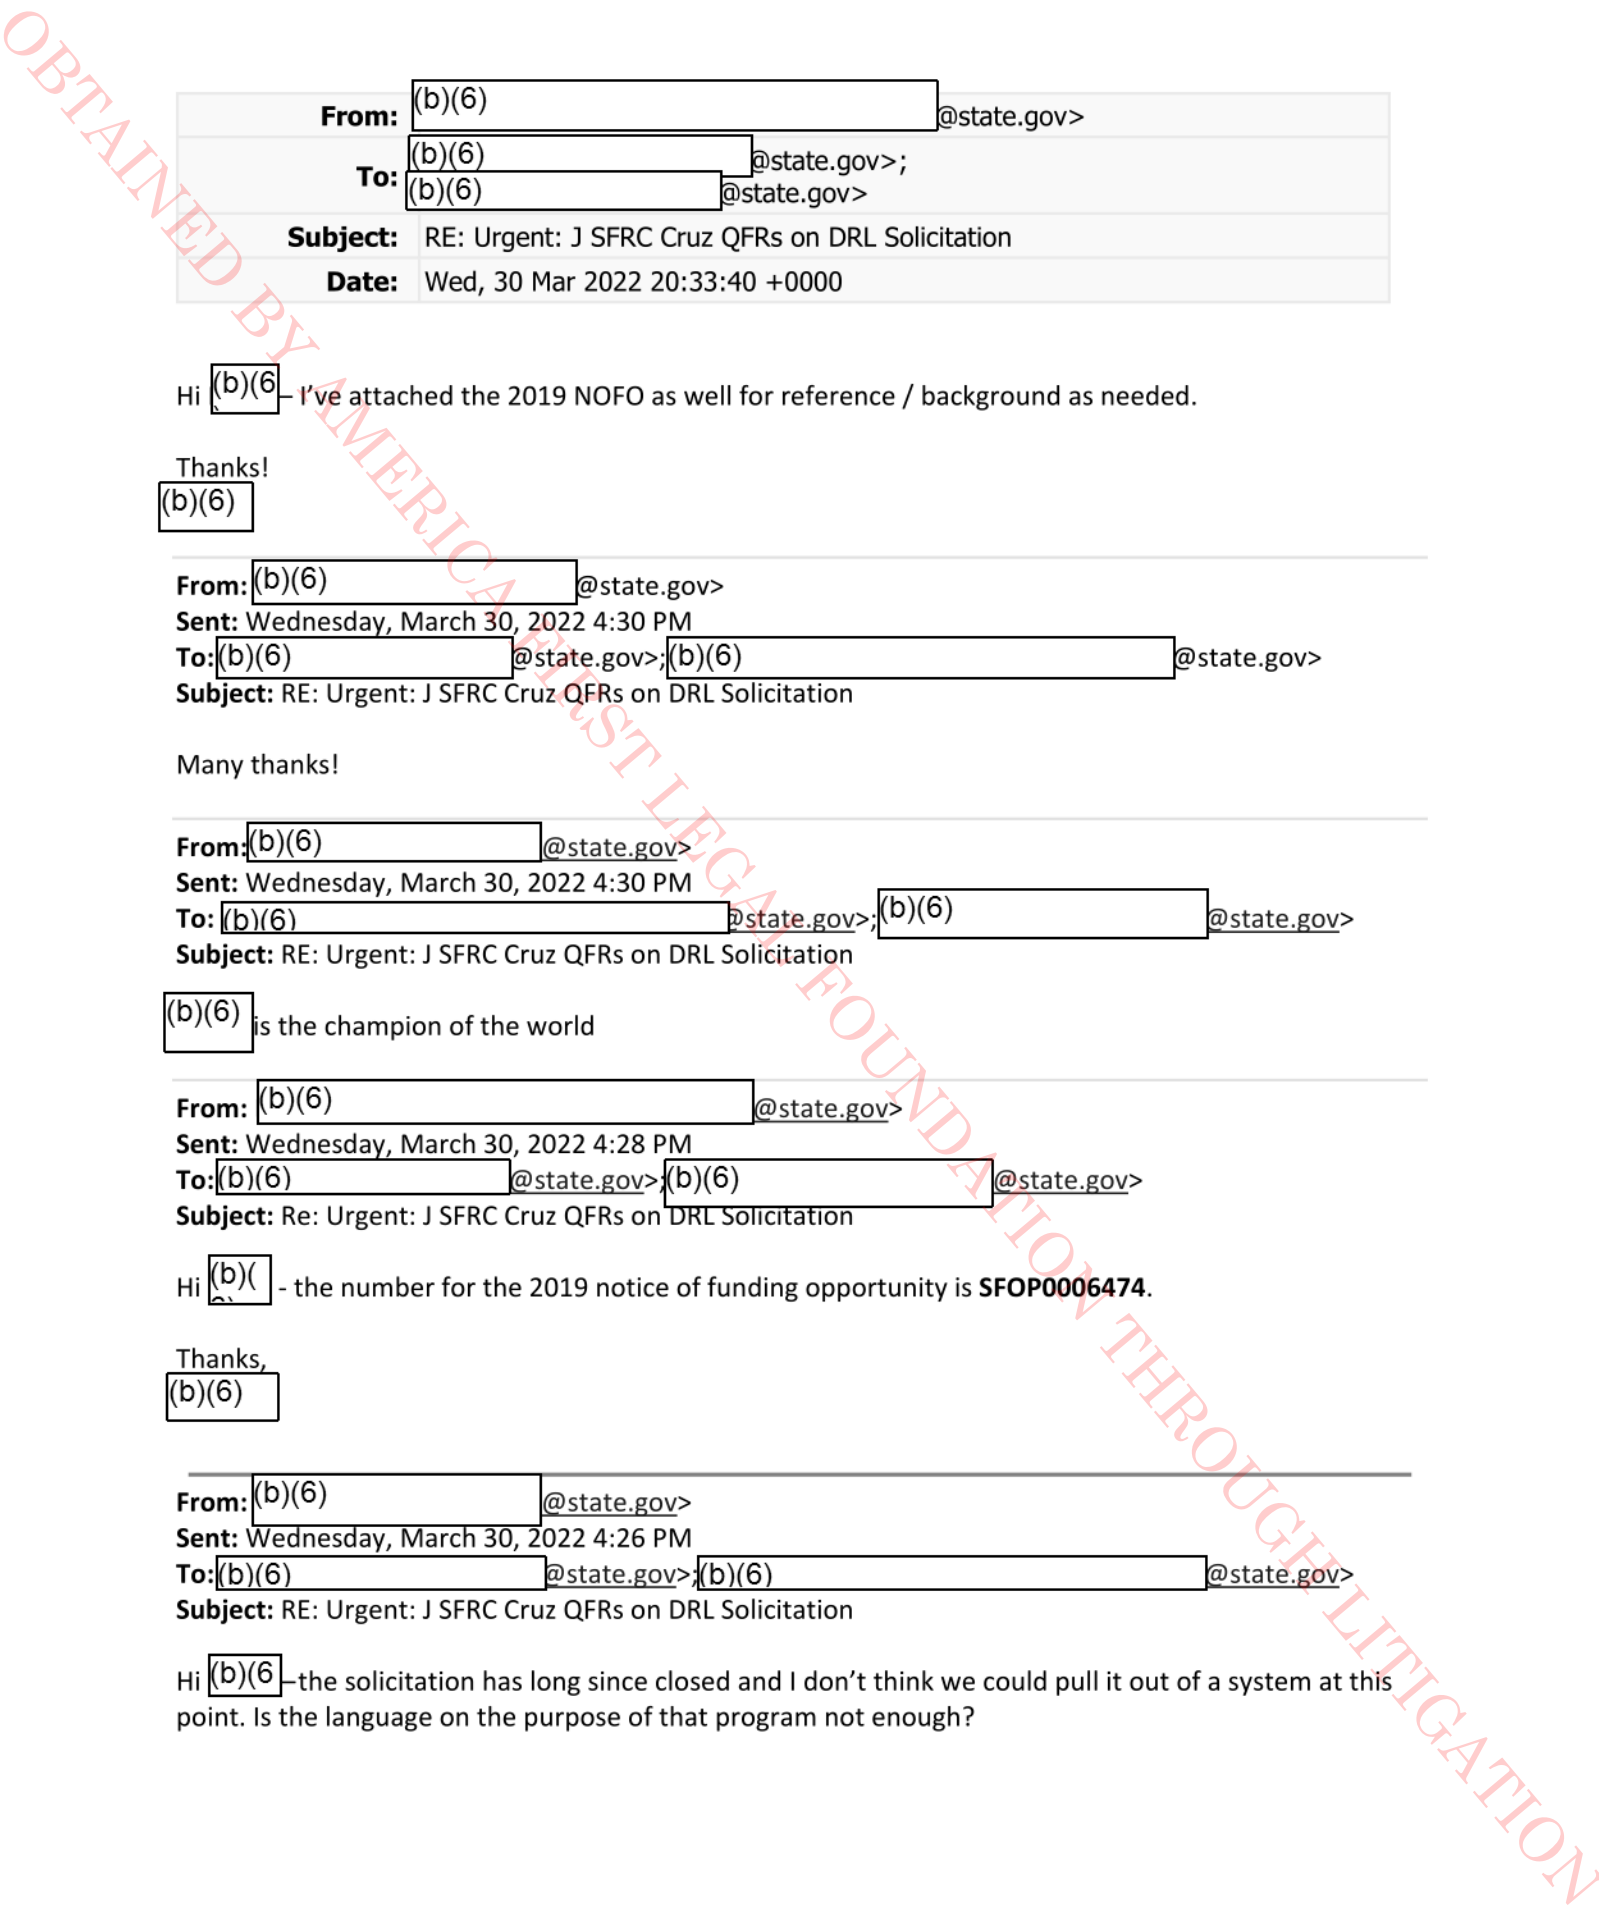 From: (b)(6) @state.gov>
To: (b)(6) @state.gov>;
(b)(6) @state.gov>
Subject: RE: Urgent: J SFRC Cruz QFRs on DRL Solicitation
Date: Wed, 30 Mar 2022 20:33:40 +0000
Hi (b)(6 – I've attached the 2019 NOFO as well for reference / background as needed.
Thanks!
(b)(6)
From: (b)(6) @state.gov>
Sent: Wednesday, March 30, 2022 4:30 PM
To: (b)(6) @state.gov>; (b)(6) @state.gov>
Subject: RE: Urgent: J SFRC Cruz QFRs on DRL Solicitation
Many thanks!
From: (b)(6) @state.gov>
Sent: Wednesday, March 30, 2022 4:30 PM
To: (b)(6) @state.gov>; (b)(6) @state.gov>
Subject: RE: Urgent: J SFRC Cruz QFRs on DRL Solicitation
(b)(6) is the champion of the world
From: (b)(6) @state.gov>
Sent: Wednesday, March 30, 2022 4:28 PM
To: (b)(6) @state.gov>; (b)(6) @state.gov>
Subject: Re: Urgent: J SFRC Cruz QFRs on DRL Solicitation
Hi (b)( - the number for the 2019 notice of funding opportunity is SFOP0006474.
Thanks,
(b)(6)
From: (b)(6) @state.gov>
Sent: Wednesday, March 30, 2022 4:26 PM
To: (b)(6) @state.gov>; (b)(6) @state.gov>
Subject: RE: Urgent: J SFRC Cruz QFRs on DRL Solicitation
Hi (b)(6 –the solicitation has long since closed and I don't think we could pull it out of a system at this
point. Is the language on the purpose of that program not enough?
OBTAINED BY AMERICA FIRST LEGAL FOUNDATION THROUGH LITIGATION